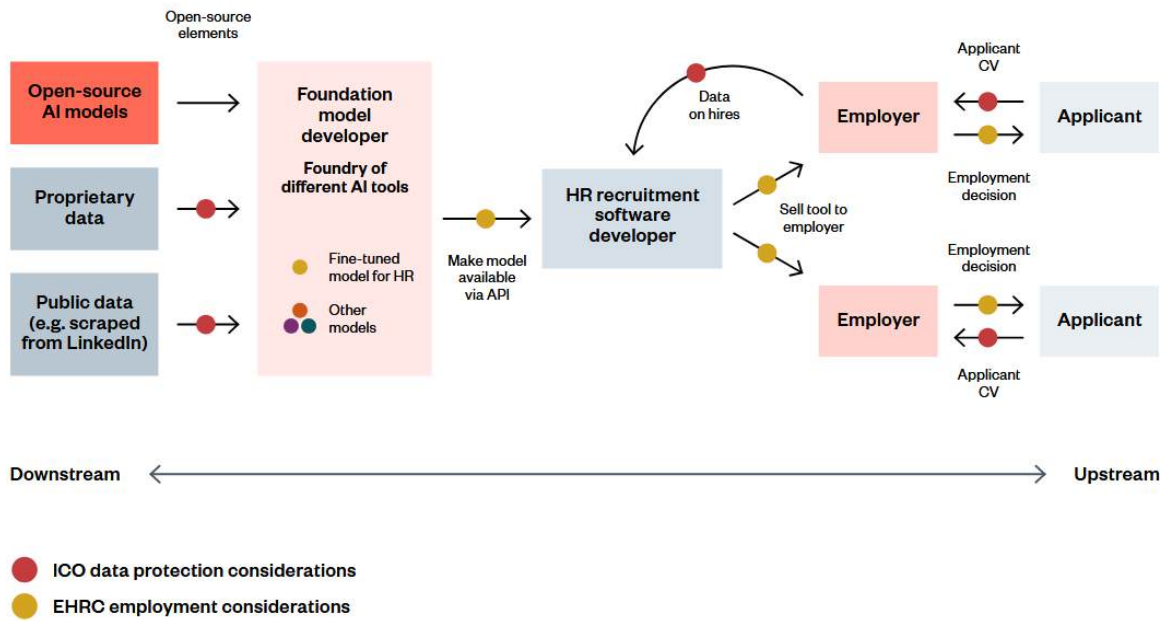 Open-source
elements
Open-source
AI models
Proprietary
data
Public data
(e.g. scraped
from LinkedIn)
Foundation
model
developer
Foundry of
different AI tools
Fine-tuned
model for HR
Other
models
Make model
available
via API
HR recruitment
software
developer
Data
on hires
Sell tool to
employer
Employer
Applicant
CV
Employment
decision
Applicant
Employer
Employment
decision
Applicant
CV
Applicant
Downstream
Upstream
ICO data protection considerations
EHRC employment considerations